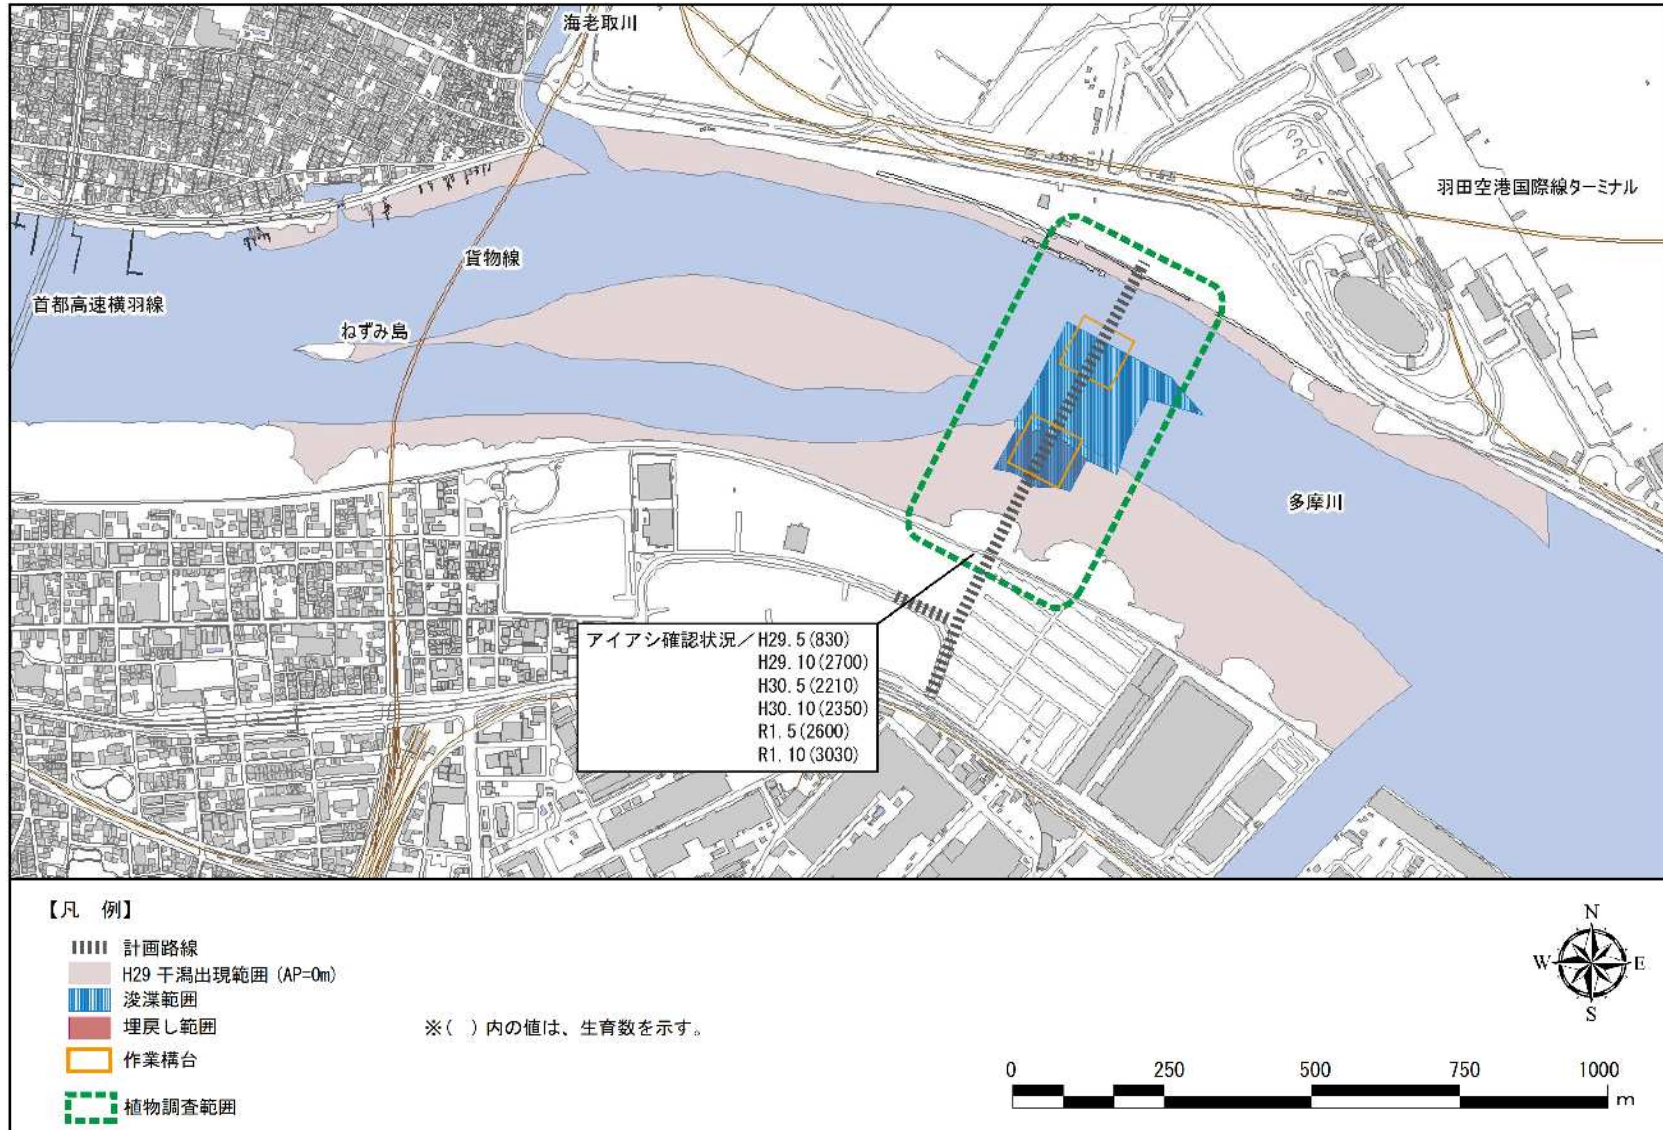 海老取川
羽田空港国際線ターミナル
貨物線
首都高速横羽線
ねずみ島
多摩川
アイアシ確認状況／H29.5(830)
H29.10(2700)
H30.5(2210)
H30.10(2350)
R1.5(2600)
R1.10(3030)
【凡 例】
計画路線
H29 干潟出現範囲 (AP=0m)
浚渫範囲
埋戻し範囲
※( )内の値は、生育数を示す。
作業構台
植物調査範囲
N
W E
S
0 250 500 750 1000
m